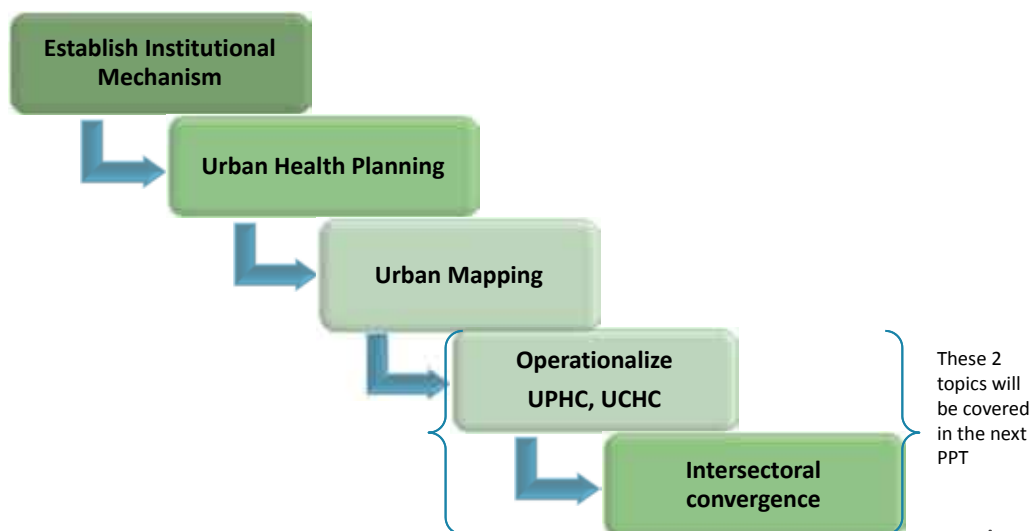 Establish Institutional
Mechanism
Urban Health Planning
Urban Mapping
Operationalize
UPHC, UCHC
Intersectoral
convergence
These 2
topics will
be covered
in the next
PPT